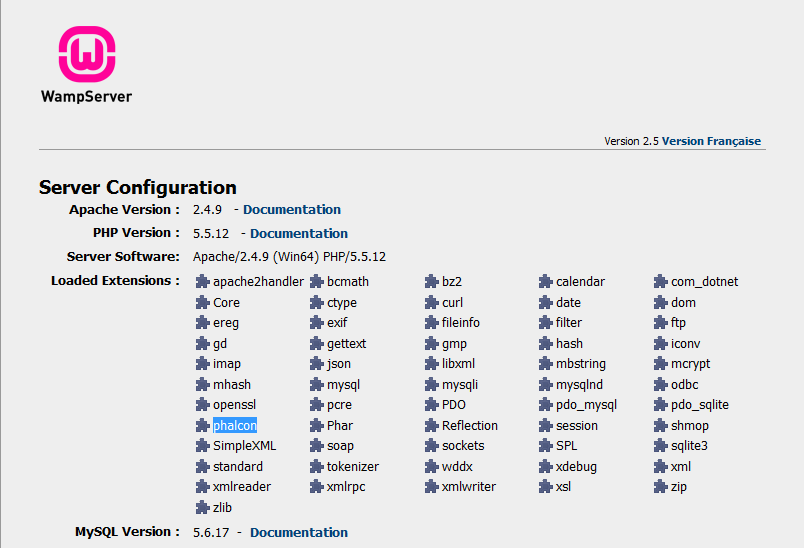 WampServer
Version 2.5 Version Française
Server Configuration
Apache Version : 2.4.9 - Documentation
PHP Version : 5.5.12 - Documentation
Server Software: Apache/2.4.9 (Win64) PHP/5.5.12
Loaded Extensions : apache2handler bcmath bz2 calendar com_dotnet
Core ctype curl date dom
ereg exif fileinfo filter ftp
gd gettext gmp hash iconv
imap json libxml mbstring mcrypt
mhash mysql mysqli mysqlnd odbc
openssl pcre PDO pdo_mysql pdo_sqlite
phalcon Phar Reflection session shmop
SimpleXML soap sockets SPL sqlite3
standard tokenizer wddx xdebug xml
xmlreader xmlrpc xmlwriter xsl zip
zlib
MySQL Version : 5.6.17 - Documentation